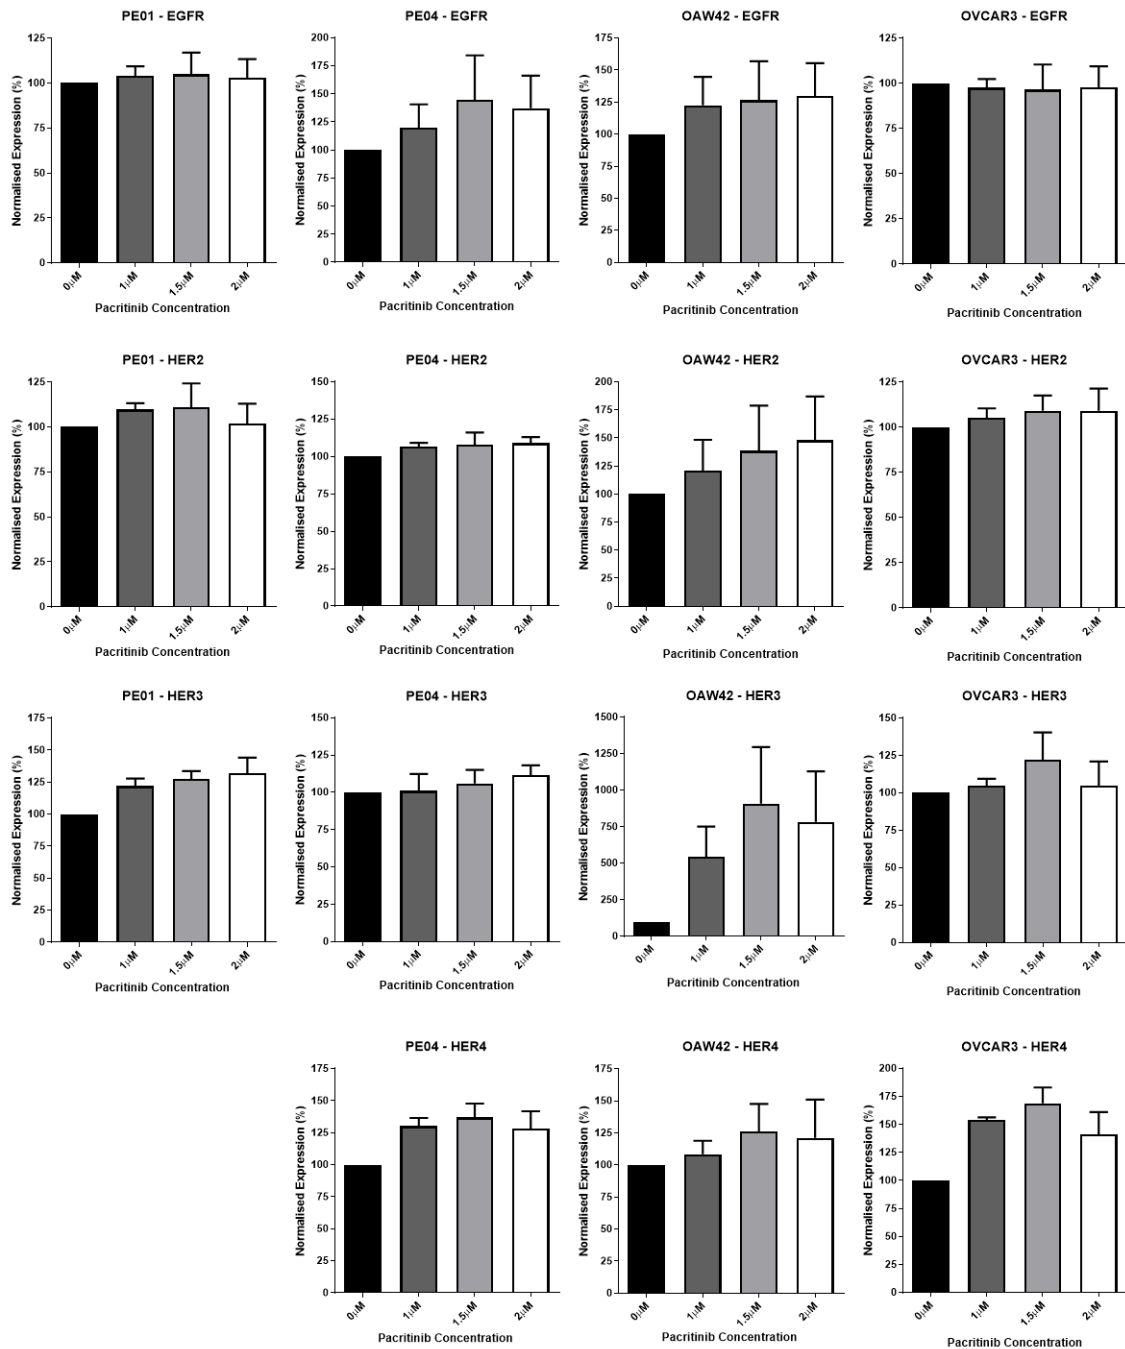 PE01 - EGFR
Normalised Expression (%)
125
100
75
50
25
0
0µM
1µM
1.5µM
2µM
Pacritinib Concentration
PE04 - EGFR
Normalised Expression (%)
200
175
150
125
100
75
50
25
0
0µM
1µM
1.5µM
2µM
Pacritinib Concentration
OAW42 - EGFR
Normalised Expression (%)
175
150
125
100
75
50
25
0
0µM
1µM
1.5µM
2µM
Pacritinib Concentration
OVCAR3 - EGFR
Normalised Expression (%)
125
100
75
50
25
0
0µM
1µM
1.5µM
2µM
Pacritinib Concentration
PE01 - HER2
Normalised Expression (%)
125
100
75
50
25
0
0µM
1µM
1.5µM
2µM
Pacritinib Concentration
PE04 - HER2
Normalised Expression (%)
150
125
100
75
50
25
0
0µM
1µM
1.5µM
2µM
Pacritinib Concentration
OAW42 - HER2
Normalised Expression (%)
200
175
150
125
100
75
50
25
0
0µM
1µM
1.5µM
2µM
Pacritinib Concentration
OVCAR3 - HER2
Normalised Expression (%)
125
100
75
50
25
0
0µM
1µM
1.5µM
2µM
Pacritinib Concentration
PE01 - HER3
Normalised Expression (%)
175
150
125
100
75
50
25
0
0µM
1µM
1.5µM
2µM
Pacritinib Concentration
PE04 - HER3
Normalised Expression (%)
150
125
100
75
50
25
0
0µM
1µM
1.5µM
2µM
Pacritinib Concentration
OAW42 - HER3
Normalised Expression (%)
1500
1250
1000
750
500
250
0
0µM
1µM
1.5µM
2µM
Pacritinib Concentration
OVCAR3 - HER3
Normalised Expression (%)
150
125
100
75
50
25
0
0µM
1µM
1.5µM
2µM
Pacritinib Concentration
PE04 - HER4
Normalised Expression (%)
175
150
125
100
75
50
25
0
0µM
1µM
1.5µM
2µM
Pacritinib Concentration
OAW42 - HER4
Normalised Expression (%)
175
150
125
100
75
50
25
0
0µM
1µM
1.5µM
2µM
Pacritinib Concentration
OVCAR3 - HER4
Normalised Expression (%)
200
175
150
125
100
75
50
25
0
0µM
1µM
1.5µM
2µM
Pacritinib Concentration